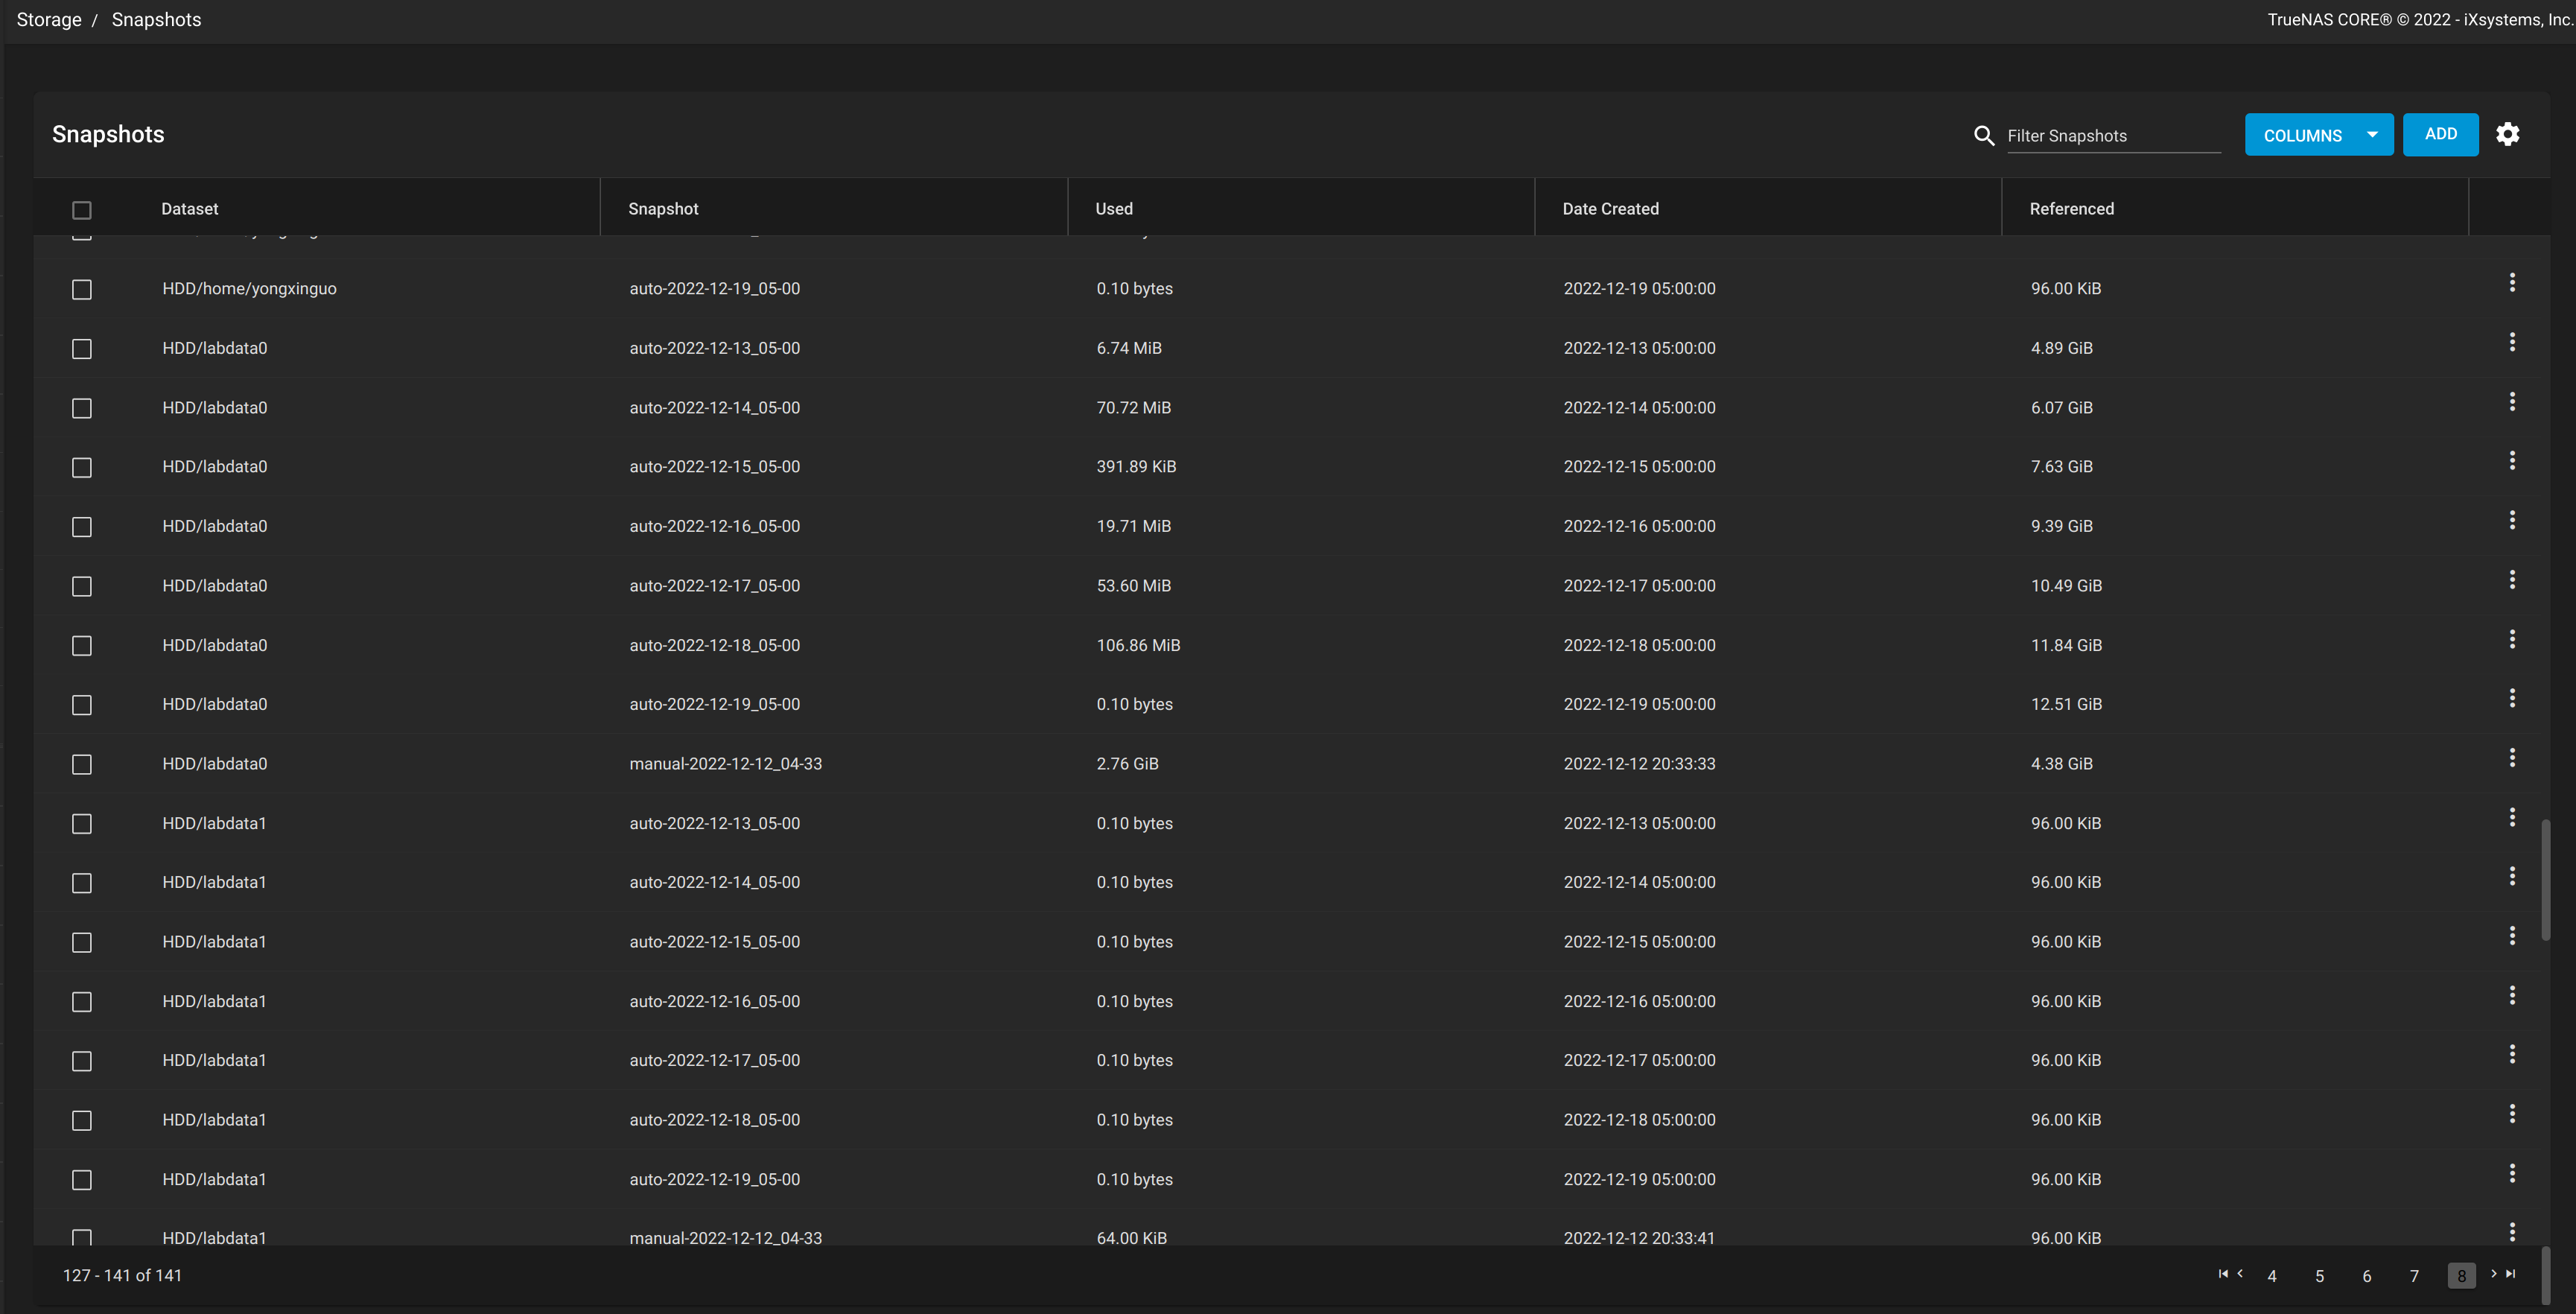 Storage / Snapshots
TrueNAS CORE® © 2022 - iXsystems, Inc.
Snapshots
Filter Snapshots
COLUMNS
ADD
Dataset Snapshot Used Date Created Referenced
HDD/home/yongxinguo auto-2022-12-19_05-00 0.10 bytes 2022-12-19 05:00:00 96.00 KiB
HDD/labdata0 auto-2022-12-13_05-00 6.74 MiB 2022-12-13 05:00:00 4.89 GiB
HDD/labdata0 auto-2022-12-14_05-00 70.72 MiB 2022-12-14 05:00:00 6.07 GiB
HDD/labdata0 auto-2022-12-15_05-00 391.89 KiB 2022-12-15 05:00:00 7.63 GiB
HDD/labdata0 auto-2022-12-16_05-00 19.71 MiB 2022-12-16 05:00:00 9.39 GiB
HDD/labdata0 auto-2022-12-17_05-00 53.60 MiB 2022-12-17 05:00:00 10.49 GiB
HDD/labdata0 auto-2022-12-18_05-00 106.86 MiB 2022-12-18 05:00:00 11.84 GiB
HDD/labdata0 auto-2022-12-19_05-00 0.10 bytes 2022-12-19 05:00:00 12.51 GiB
HDD/labdata0 manual-2022-12-12_04-33 2.76 GiB 2022-12-12 20:33:33 4.38 GiB
HDD/labdata1 auto-2022-12-13_05-00 0.10 bytes 2022-12-13 05:00:00 96.00 KiB
HDD/labdata1 auto-2022-12-14_05-00 0.10 bytes 2022-12-14 05:00:00 96.00 KiB
HDD/labdata1 auto-2022-12-15_05-00 0.10 bytes 2022-12-15 05:00:00 96.00 KiB
HDD/labdata1 auto-2022-12-16_05-00 0.10 bytes 2022-12-16 05:00:00 96.00 KiB
HDD/labdata1 auto-2022-12-17_05-00 0.10 bytes 2022-12-17 05:00:00 96.00 KiB
HDD/labdata1 auto-2022-12-18_05-00 0.10 bytes 2022-12-18 05:00:00 96.00 KiB
HDD/labdata1 auto-2022-12-19_05-00 0.10 bytes 2022-12-19 05:00:00 96.00 KiB
HDD/labdata1 manual-2022-12-12_04-33 64.00 KiB 2022-12-12 20:33:41 96.00 KiB
127 - 141 of 141
4 5 6 7 8